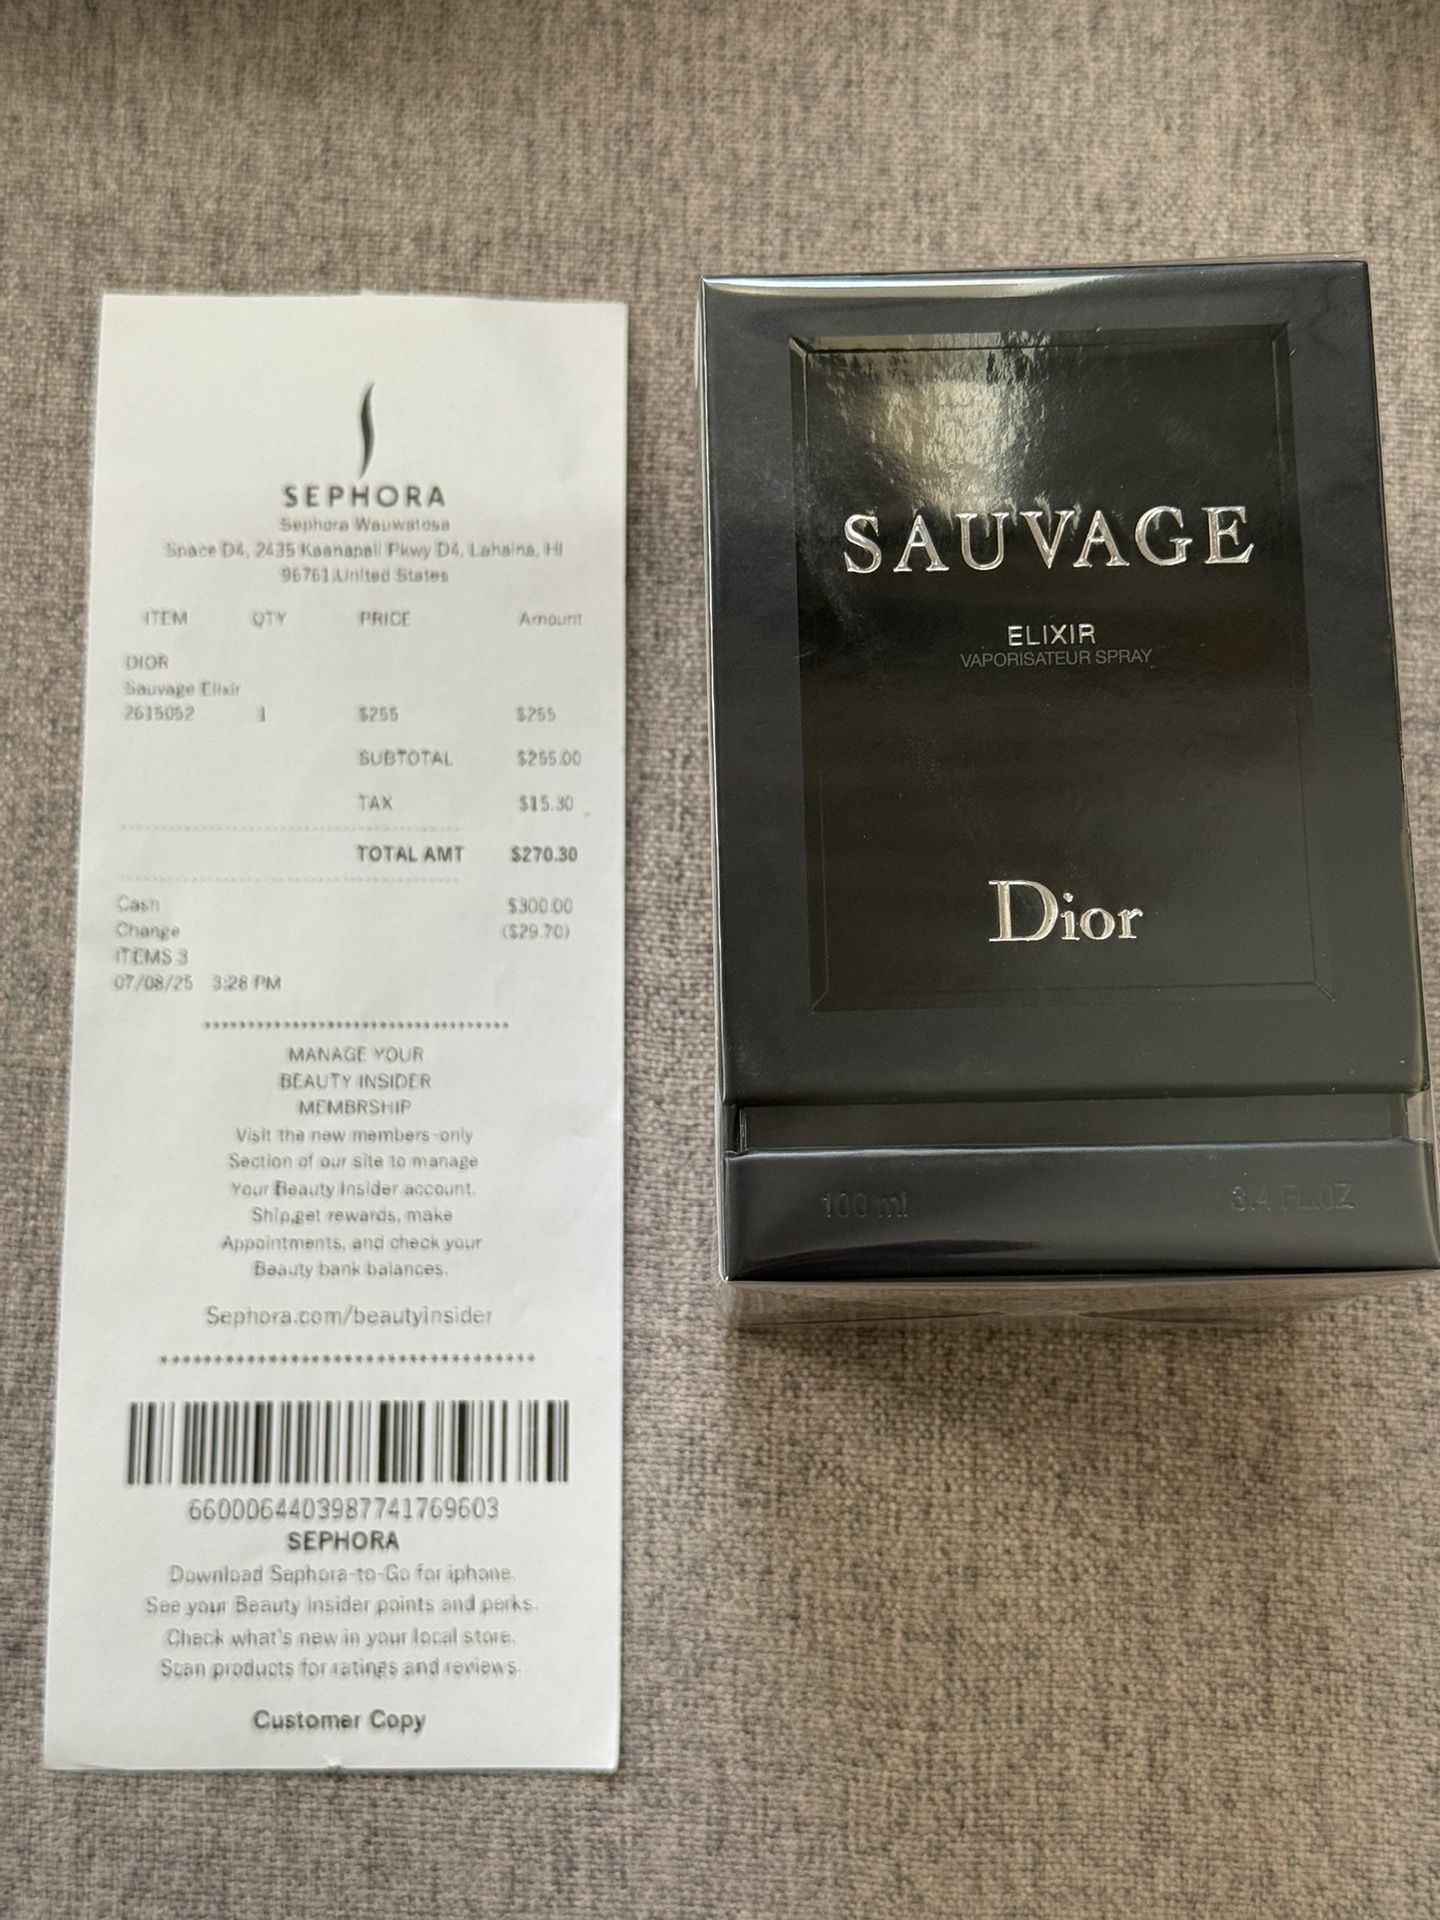 SEPHORA
Sephora Wauwatosa
Space D4, 2435 Kaanapali Pkwy D4, Lahaina, HI
96761,United States
ITEM QTY PRICE Amount
DIOR
Sauvage Elixir
2615052 1 $255 $255
SUBTOTAL $255.00
TAX $15.30
TOTAL AMT $270.30
Cash $300.00
Change ($29.70)
ITEMS 3
07/08/25 3:28 PM
MANAGE YOUR
BEAUTY INSIDER
MEMBRSHIP
Visit the new members-only
Section of our site to manage
Your Beauty Insider account.
Ship,get rewards, make
Appointments, and check your
Beauty bank balances.
Sephora.com/beautyinsider
6600064403987741769603
SEPHORA
Download Sephora-to-Go for iphone.
See your Beauty Insider points and perks.
Check what's new in your local store.
Scan products for ratings and reviews.
Customer Copy
SAUVAGE
ELIXIR
VAPORISATEUR SPRAY
Dior
100 ml 3.4 FL.OZ